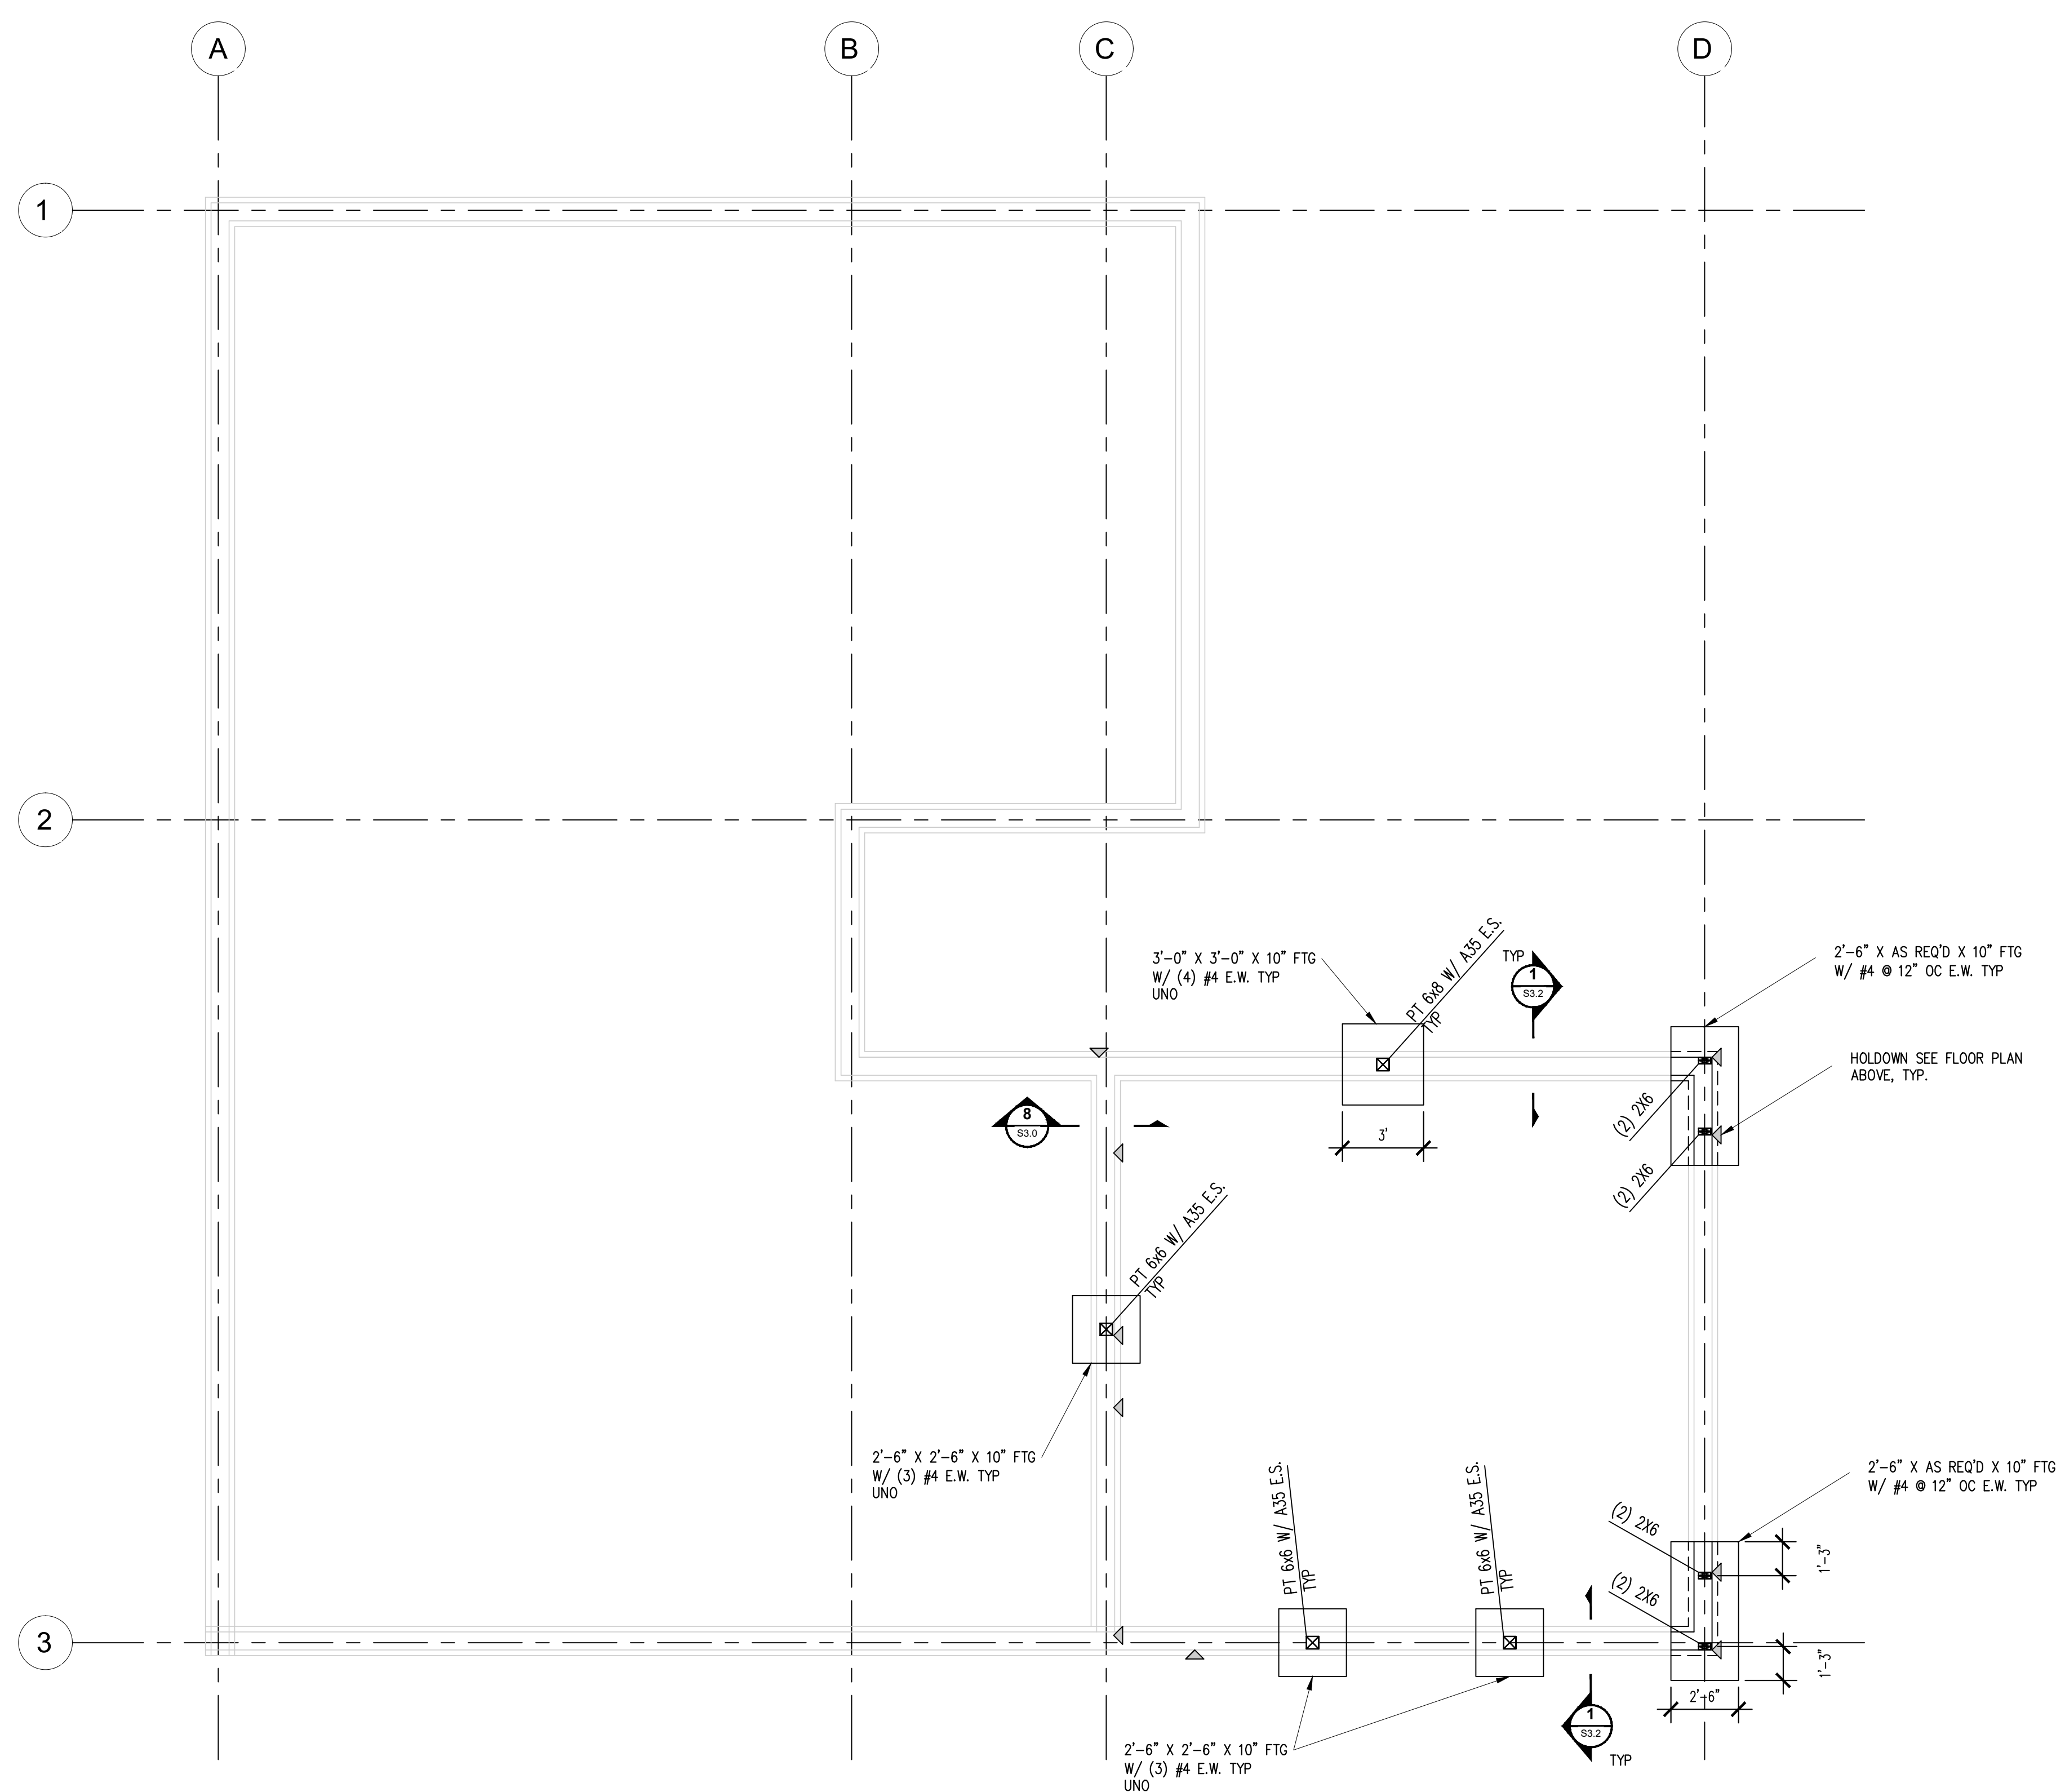 A
B
C
D
1
2
3
3'-0" X 3'-0" X 10" FTG
W/ (4) #4 E.W. TYP
UNO
PT 6x8 W/ A35 E.S.
TYP
TYP
1
S3.2
2'-6" X AS REQ'D X 10" FTG
W/ #4 @ 12" OC E.W. TYP
HOLDOWN SEE FLOOR PLAN
ABOVE, TYP.
(2) 2X6
(2) 2X6
8
S3.0
3'
PT 6x6 W/ A35 E.S.
TYP
2'-6" X 2'-6" X 10" FTG
W/ (3) #4 E.W. TYP
UNO
PT 6x6 W/ A35 E.S.
TYP
PT 6x6 W/ A35 E.S.
TYP
2'-6" X AS REQ'D X 10" FTG
W/ #4 @ 12" OC E.W. TYP
(2) 2X6
(2) 2X6
1'-3"
1'-3"
2'-6"
1
S3.2
TYP
2'-6" X 2'-6" X 10" FTG
W/ (3) #4 E.W. TYP
UNO